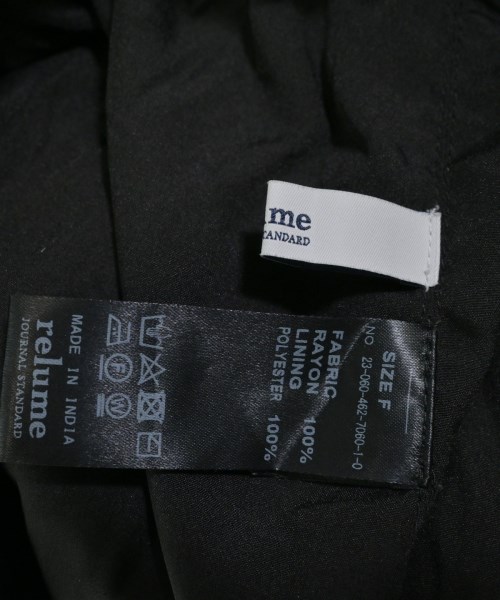 me
STANDARD
SIZE F
NO 23-060-462-7060-1-0
FABRIC
RAYON 100%
LINING
POLYESTER 100%
W
MADE IN INDIA
relume
JOURNAL STANDARD